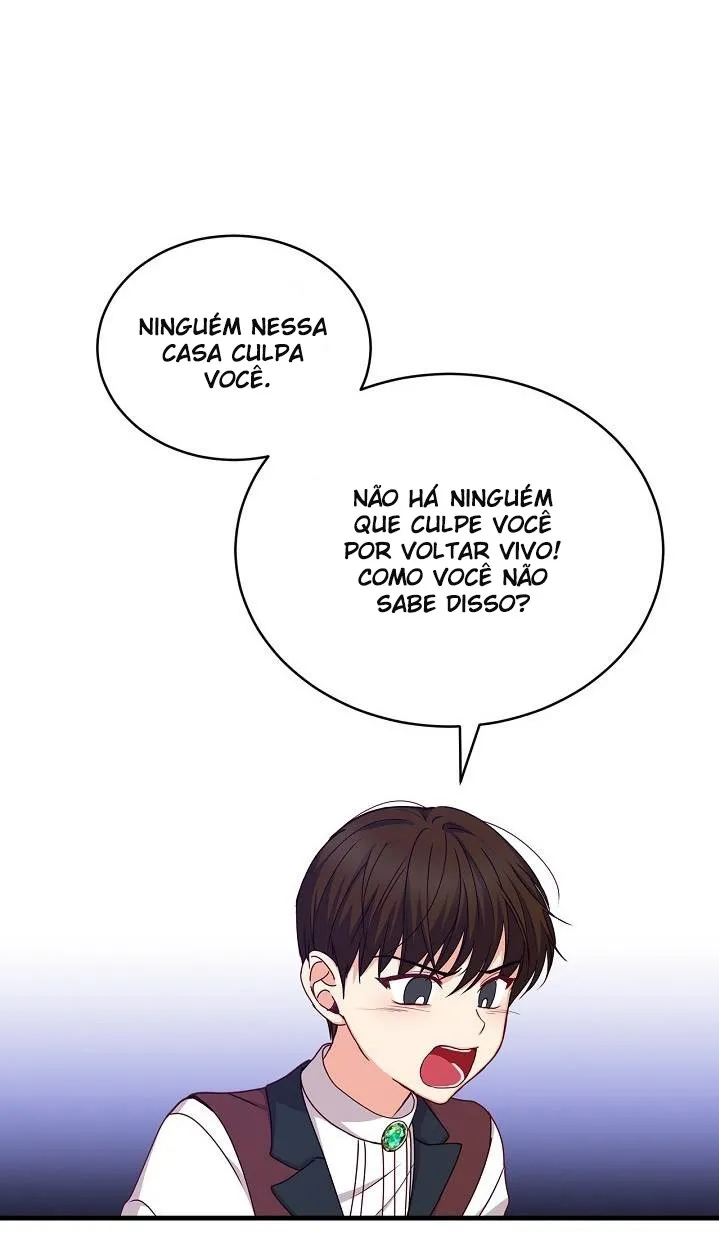 NINGUÉM NESSA
CASA CULPA
VOCÊ.
NÃO HÁ NINGUÉM
QUE CULPE VOCÊ
POR VOLTAR VIVO!
COMO VOCÊ NÃO
SABE DISSO?